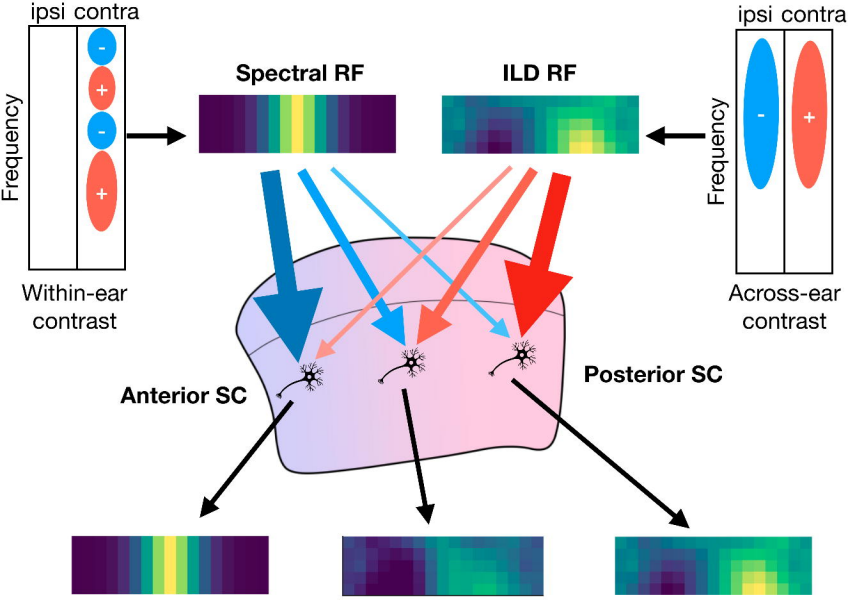 ipsi contra
-
+
-
+
Frequency
Within-ear
contrast
Spectral RF
ILD RF
ipsi contra
-
+
Frequency
Across-ear
contrast
Anterior SC
Posterior SC